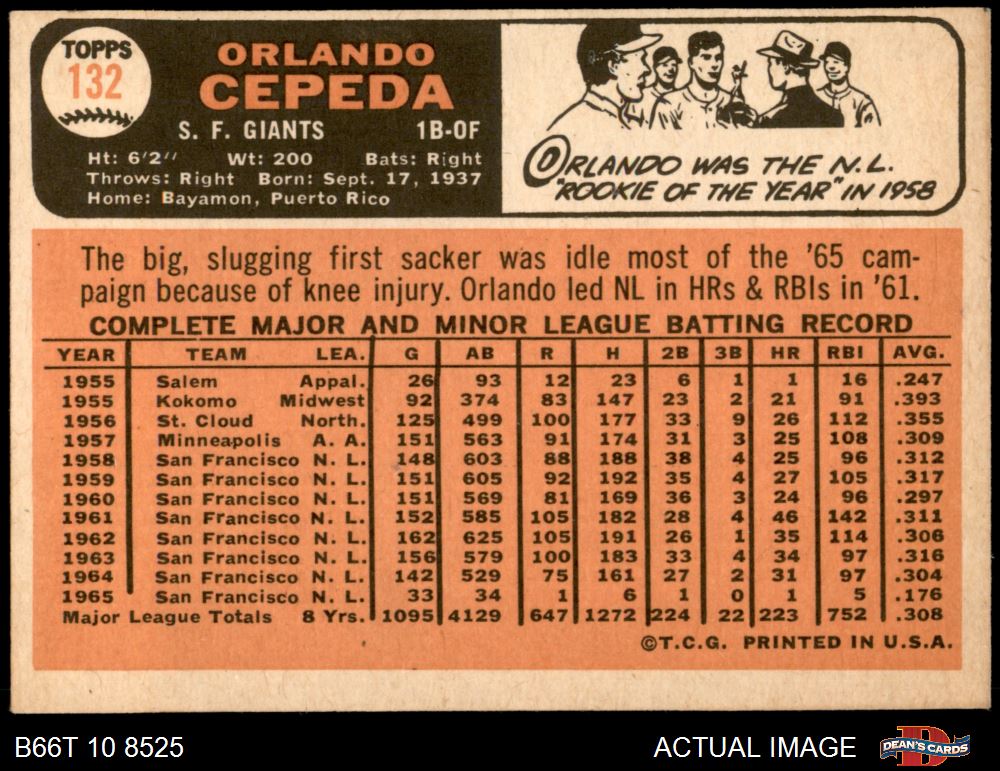 TOPPS
132
ORLANDO
CEPEDA
S. F. GIANTS 1B-OF
Ht: 6'2" Wt: 200 Bats: Right
Throws: Right Born: Sept. 17, 1937
Home: Bayamon, Puerto Rico
ORLANDO WAS THE N.L.
"ROOKIE OF THE YEAR" IN 1958
The big, slugging first sacker was idle most of the '65 cam-
paign because of knee injury. Orlando led NL in HRs & RBIs in '61.
COMPLETE MAJOR AND MINOR LEAGUE BATTING RECORD
YEAR TEAM LEA. G AB R H 2B 3B HR RBI AVG.
1955 Salem Appal. 26 93 12 23 6 1 1 16 .247
1955 Kokomo Midwest 92 374 83 147 23 2 21 91 .393
1956 St. Cloud North. 125 499 100 177 33 9 26 112 .355
1957 Minneapolis A. A. 151 563 91 174 31 3 25 108 .309
1958 San Francisco N. L. 148 603 88 188 38 4 25 96 .312
1959 San Francisco N. L. 151 605 92 192 35 4 27 105 .317
1960 San Francisco N. L. 151 569 81 169 36 3 24 96 .297
1961 San Francisco N. L. 152 585 105 182 28 4 46 142 .311
1962 San Francisco N. L. 162 625 105 191 26 1 35 114 .306
1963 San Francisco N. L. 156 579 100 183 33 4 34 97 .316
1964 San Francisco N. L. 142 529 75 161 27 2 31 97 .304
1965 San Francisco N. L. 33 34 1 6 1 0 1 5 .176
Major League Totals 8 Yrs. 1095 4129 647 1272 224 22 223 752 .308
©T.C.G. PRINTED IN U.S.A.
B66T 10 8525 ACTUAL IMAGE DEAN'S CARDS